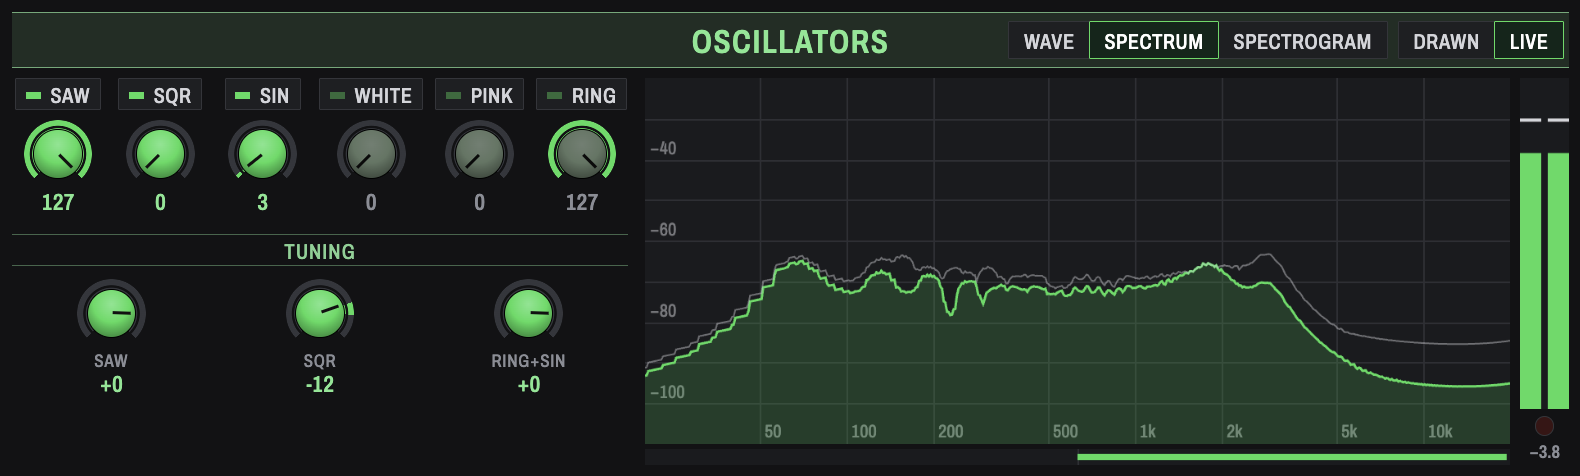 OSCILLATORS WAVE SPECTRUM SPECTROGRAM DRAWN LIVE
SAW SQR SIN WHITE PINK RING
127 0 3 0 0 127
TUNING
SAW SQR RING+SIN
+0 -12 +0
−40
−60
−80
−100
50 100 200 500 1k 2k 5k 10k
−3.8